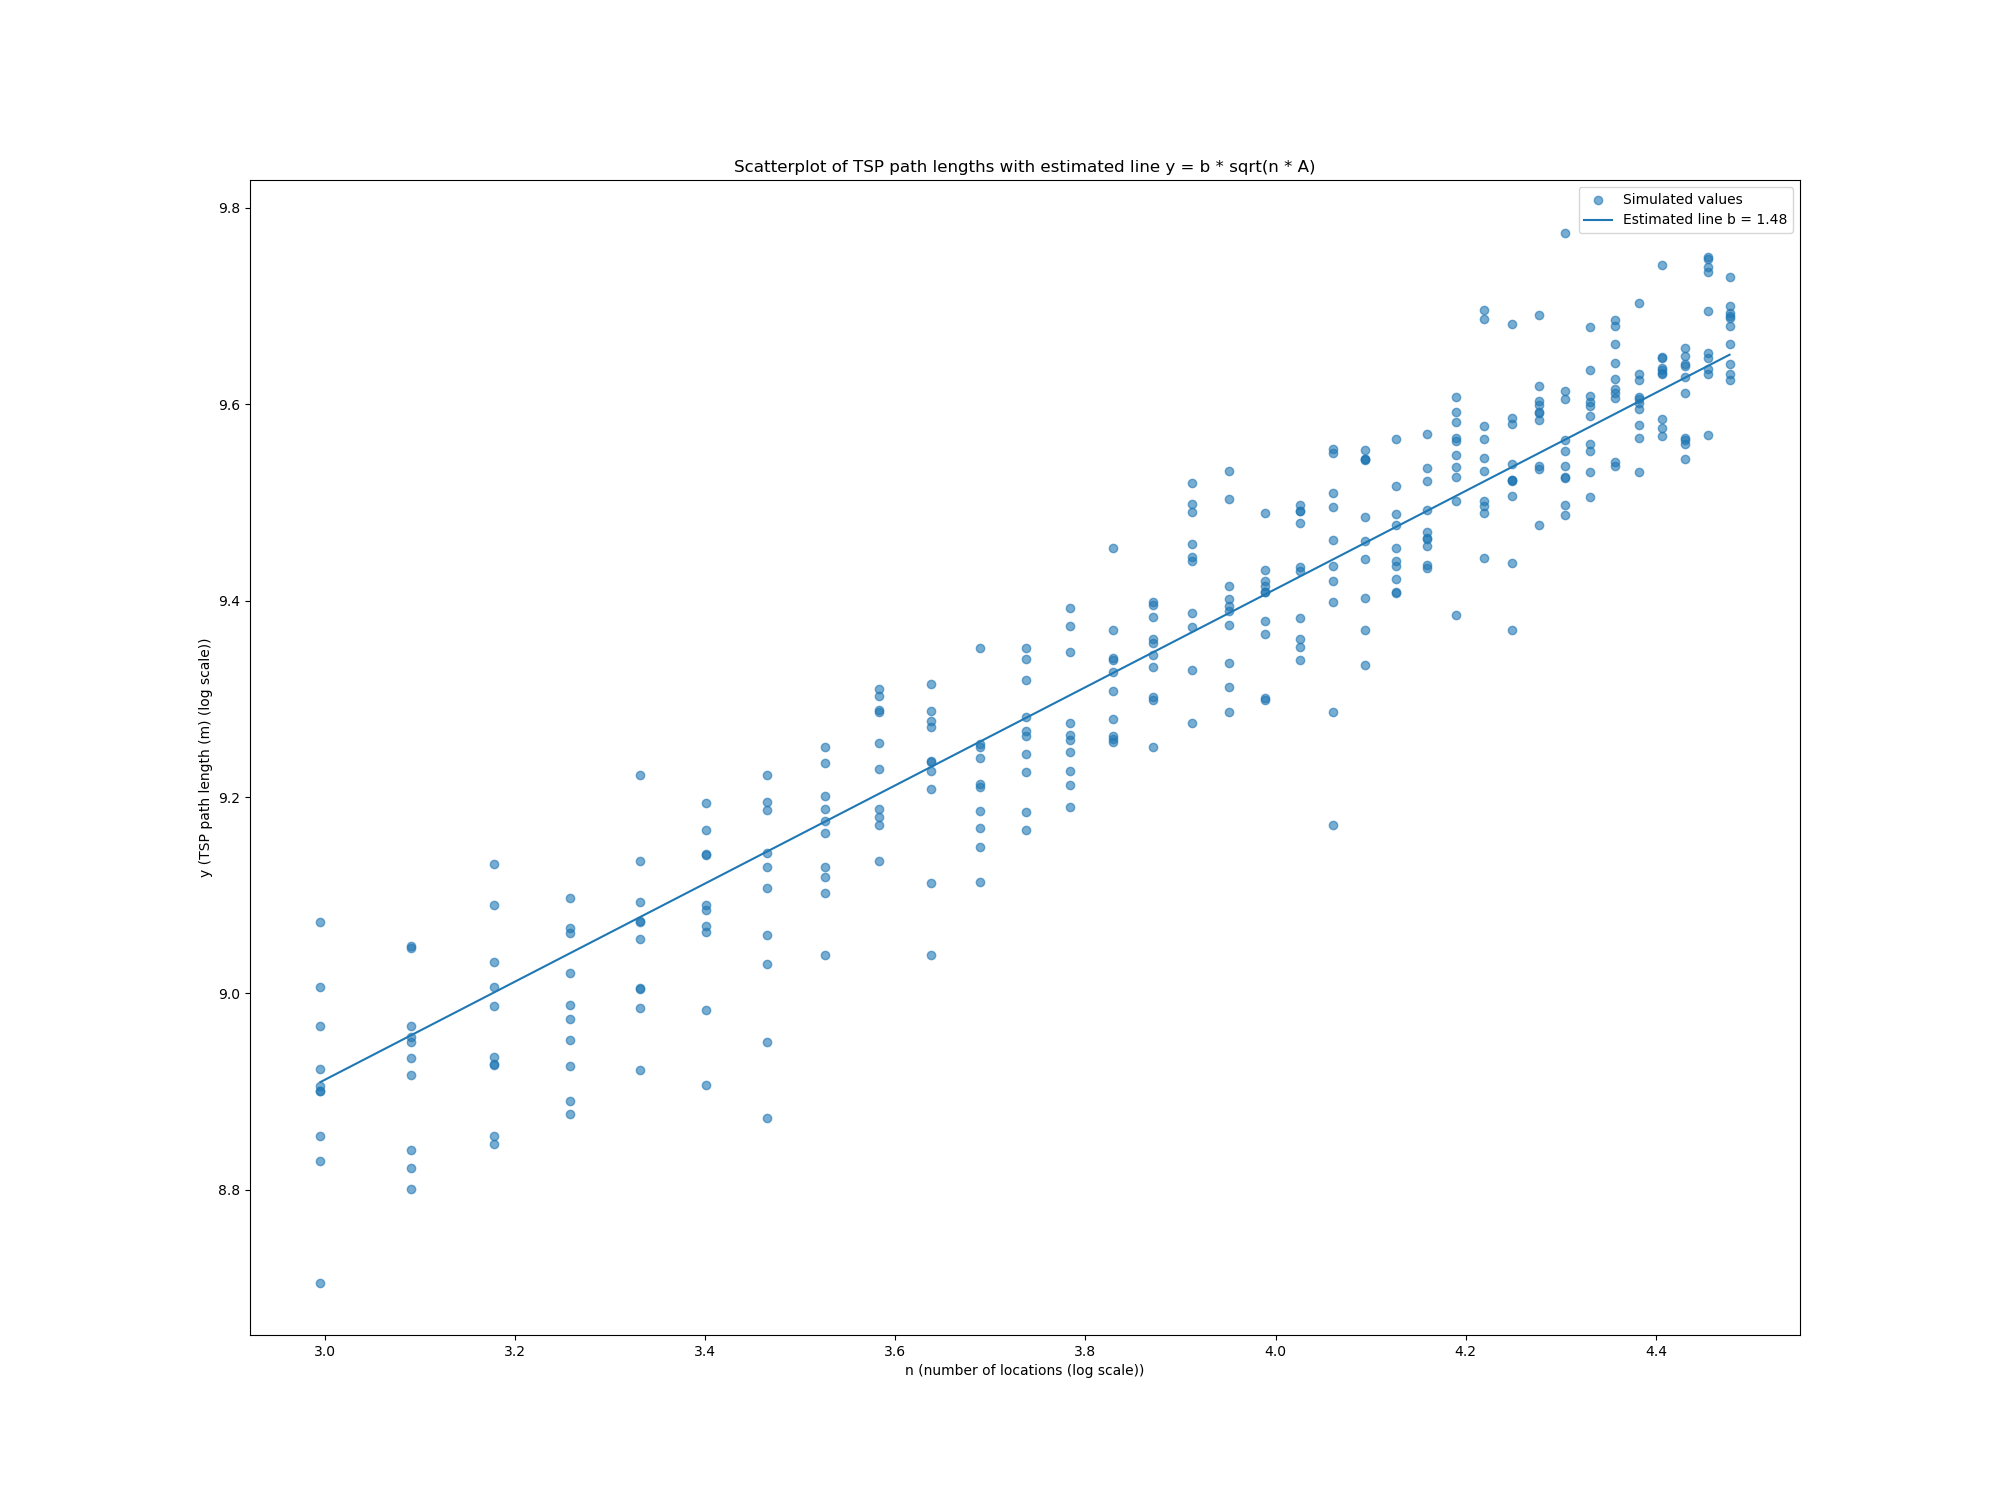 Scatterplot of TSP path lengths with estimated line y = b * sqrt(n * A)
Simulated values
Estimated line b = 1.48
9.8
9.6
9.4
9.2
9.0
8.8
y (TSP path length (m) (log scale))
3.0 3.2 3.4 3.6 3.8 4.0 4.2 4.4
n (number of locations (log scale))